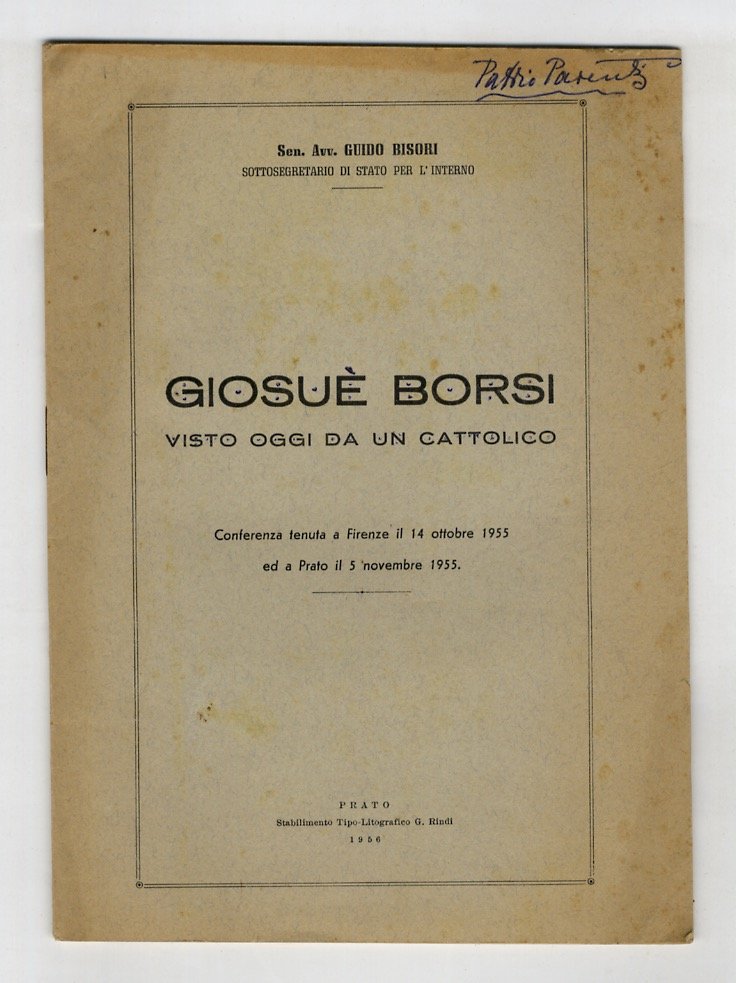 Parenti
Sen. Avv. GUIDO BISORI
SOTTOSEGRETARIO DI STATO PER L'INTERNO
GIOSUÈ BORSI
VISTO OGGI DA UN CATTOLICO
Conferenza tenuta a Firenze il 14 ottobre 1955
ed a Prato il 5 novembre 1955.
PRATO
Stabilimento Tipo-Litografico G. Rindi
1956